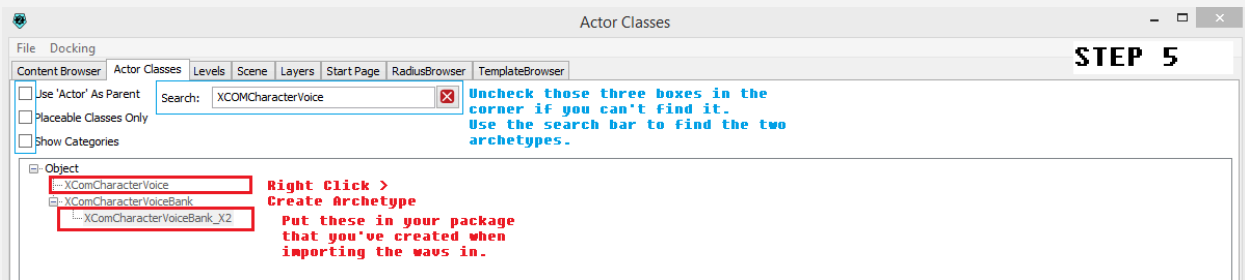 Actor Classes
File Docking
STEP 5
Content Browser Actor Classes Levels Scene Layers Start Page RadiusBrowser TemplateBrowser
Use 'Actor' As Parent
Search: XCOMCharacterVoice
Placeable Classes Only
Show Categories
Uncheck those three boxes in the
corner if you can't find it.
Use the search bar to find the two
archetypes.
Object
XComCharacterVoice
XComCharacterVoiceBank
XComCharacterVoiceBank_X2
Right Click >
Create Archetype
Put these in your package
that you've created when
importing the wavs in.